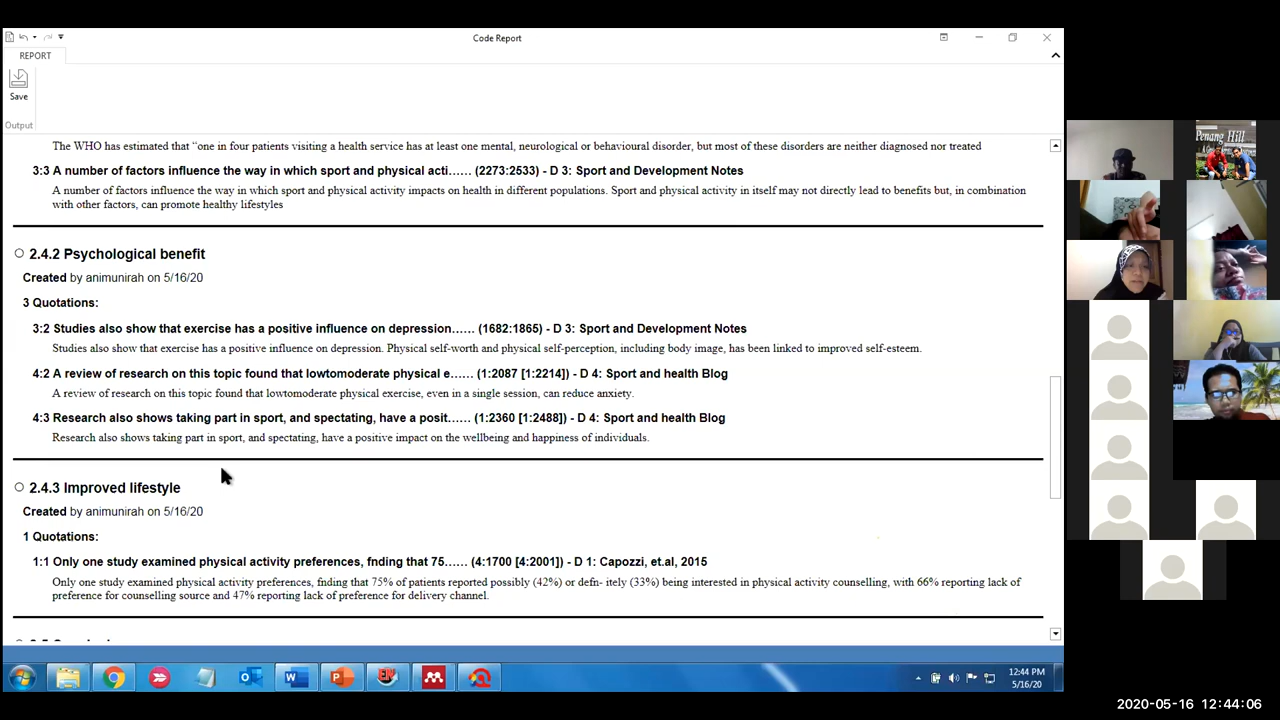 Code Report
REPORT
Save
Output
The WHO has estimated that "one in four patients visiting a health service has at least one mental, neurological or behavioural disorder, but most of these disorders are neither diagnosed nor treated
3:3 A number of factors influence the way in which sport and physical acti…… (2273:2533) - D 3: Sport and Development Notes
A number of factors influence the way in which sport and physical activity impacts on health in different populations. Sport and physical activity in itself may not directly lead to benefits but, in combination
with other factors, can promote healthy lifestyles
2.4.2 Psychological benefit
Created by animunirah on 5/16/20
3 Quotations:
3:2 Studies also show that exercise has a positive influence on depression…… (1682:1865) - D 3: Sport and Development Notes
Studies also show that exercise has a positive influence on depression. Physical self-worth and physical self-perception, including body image, has been linked to improved self-esteem.
4:2 A review of research on this topic found that lowtomoderate physical e…… (1:2087 [1:2214]) - D 4: Sport and health Blog
A review of research on this topic found that lowtomoderate physical exercise, even in a single session, can reduce anxiety.
4:3 Research also shows taking part in sport, and spectating, have a posit…… (1:2360 [1:2488]) - D 4: Sport and health Blog
Research also shows taking part in sport, and spectating, have a positive impact on the wellbeing and happiness of individuals.
2.4.3 Improved lifestyle
Created by animunirah on 5/16/20
1 Quotations:
1:1 Only one study examined physical activity preferences, fnding that 75…… (4:1700 [4:2001]) - D 1: Capozzi, et.al, 2015
Only one study examined physical activity preferences, fnding that 75% of patients reported possibly (42%) or defn- itely (33%) being interested in physical activity counselling, with 66% reporting lack of
preference for counselling source and 47% reporting lack of preference for delivery channel.
12:44 PM
5/16/20
Penang Hill
2020-05-16 12:44:06